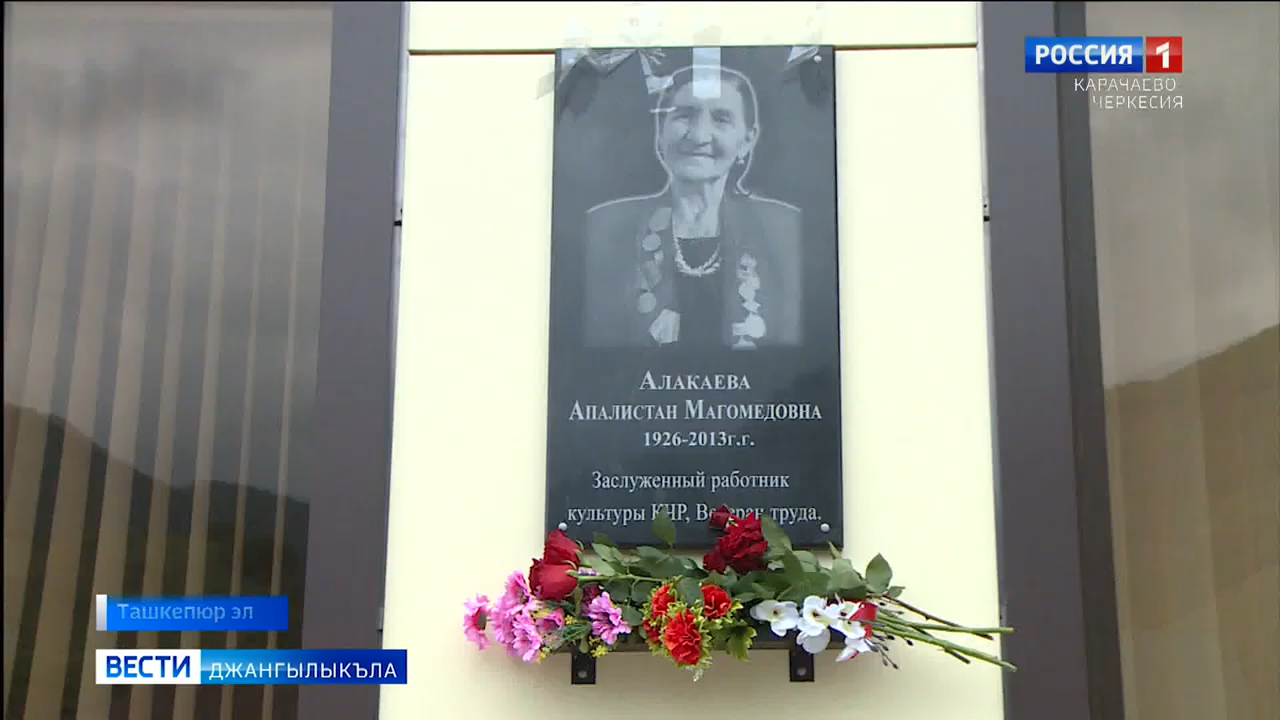 РОССИЯ 1
КАРАЧАЕВО
ЧЕРКЕСИЯ
АЛАКАЕВА
АПАЛИСТАН МАГОМЕДОВНА
1926-2013г.г.
Заслуженный работник
культуры КЧР, Ветеран труда.
Ташкепюр эл
ВЕСТИ ДЖАНГЫЛЫКЪЛА